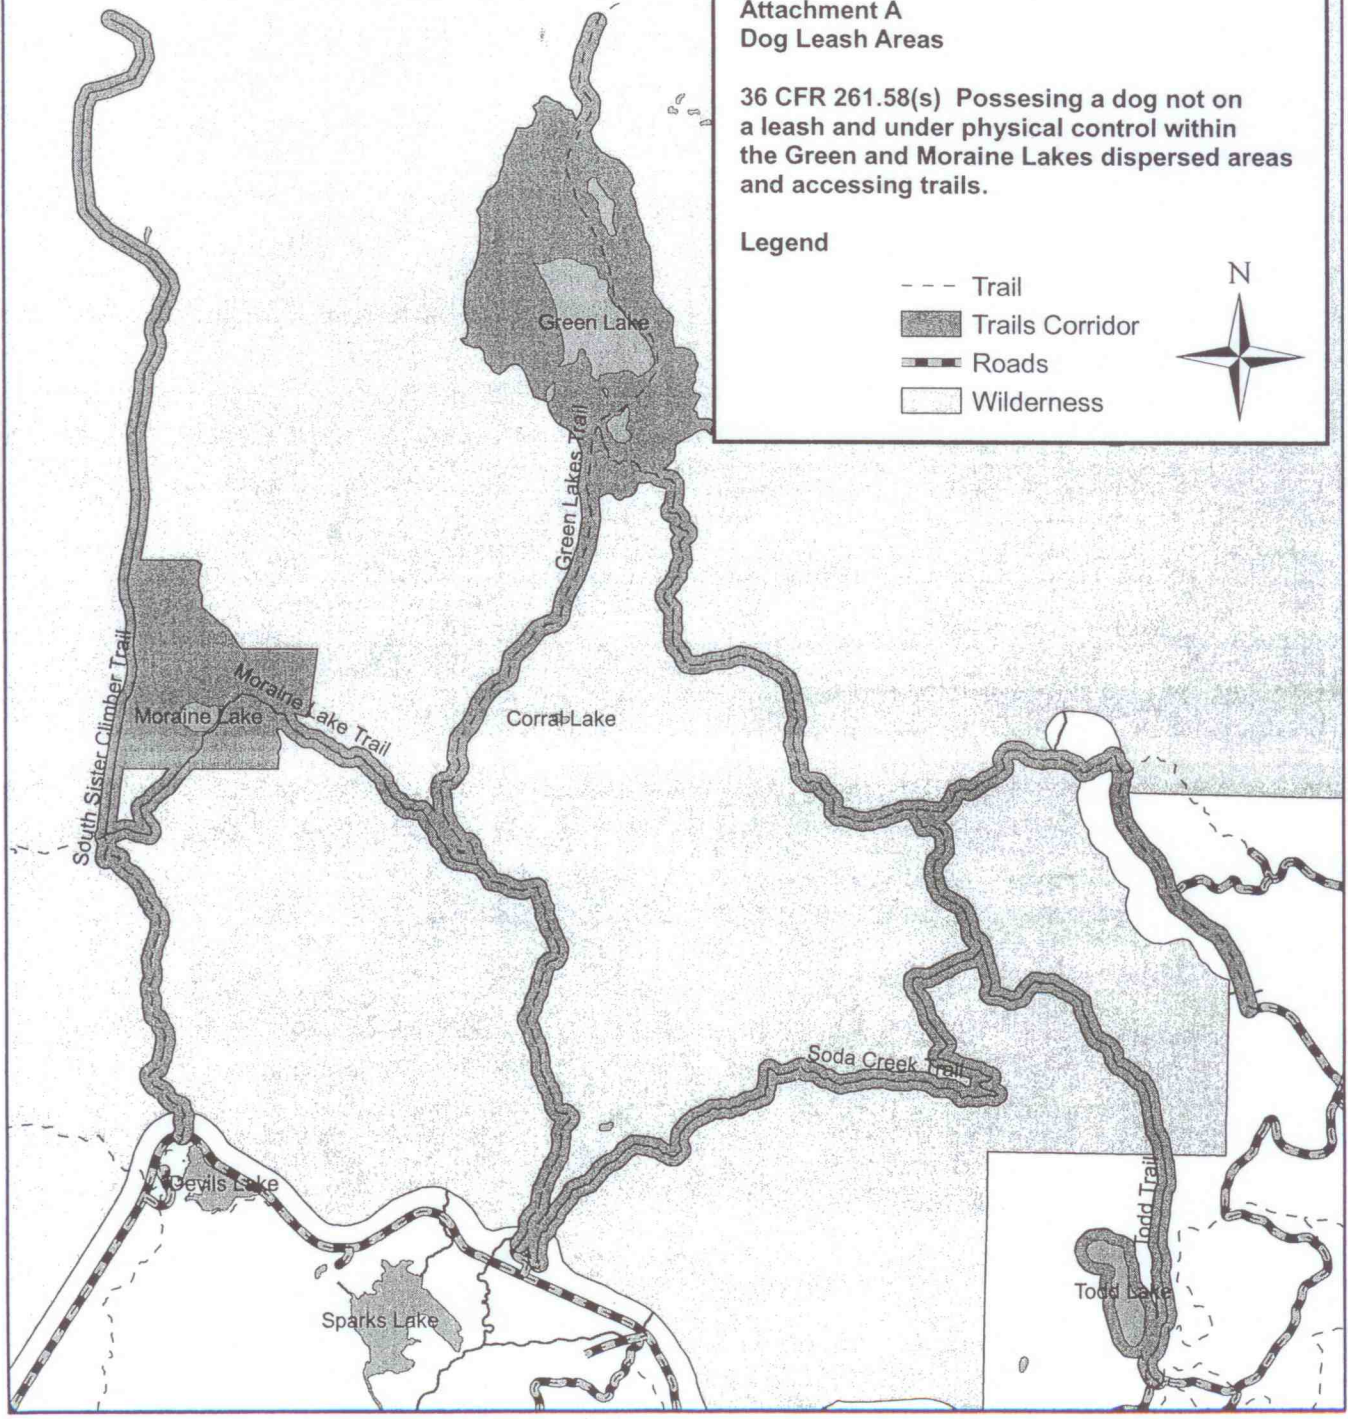 Attachment A
Dog Leash Areas
36 CFR 261.58(s) Possesing a dog not on
a leash and under physical control within
the Green and Moraine Lakes dispersed areas
and accessing trails.
Legend
N
Trail
Trails Corridor
Roads
Wilderness
Green Lake
Green Lakes Trail
South Sister Climber Trail
Moraine Lake Trail
Moraine Lake
Corral Lake
Soda Creek Trail
Devils Lake
Todd Trail
Todd Lake
Sparks Lake